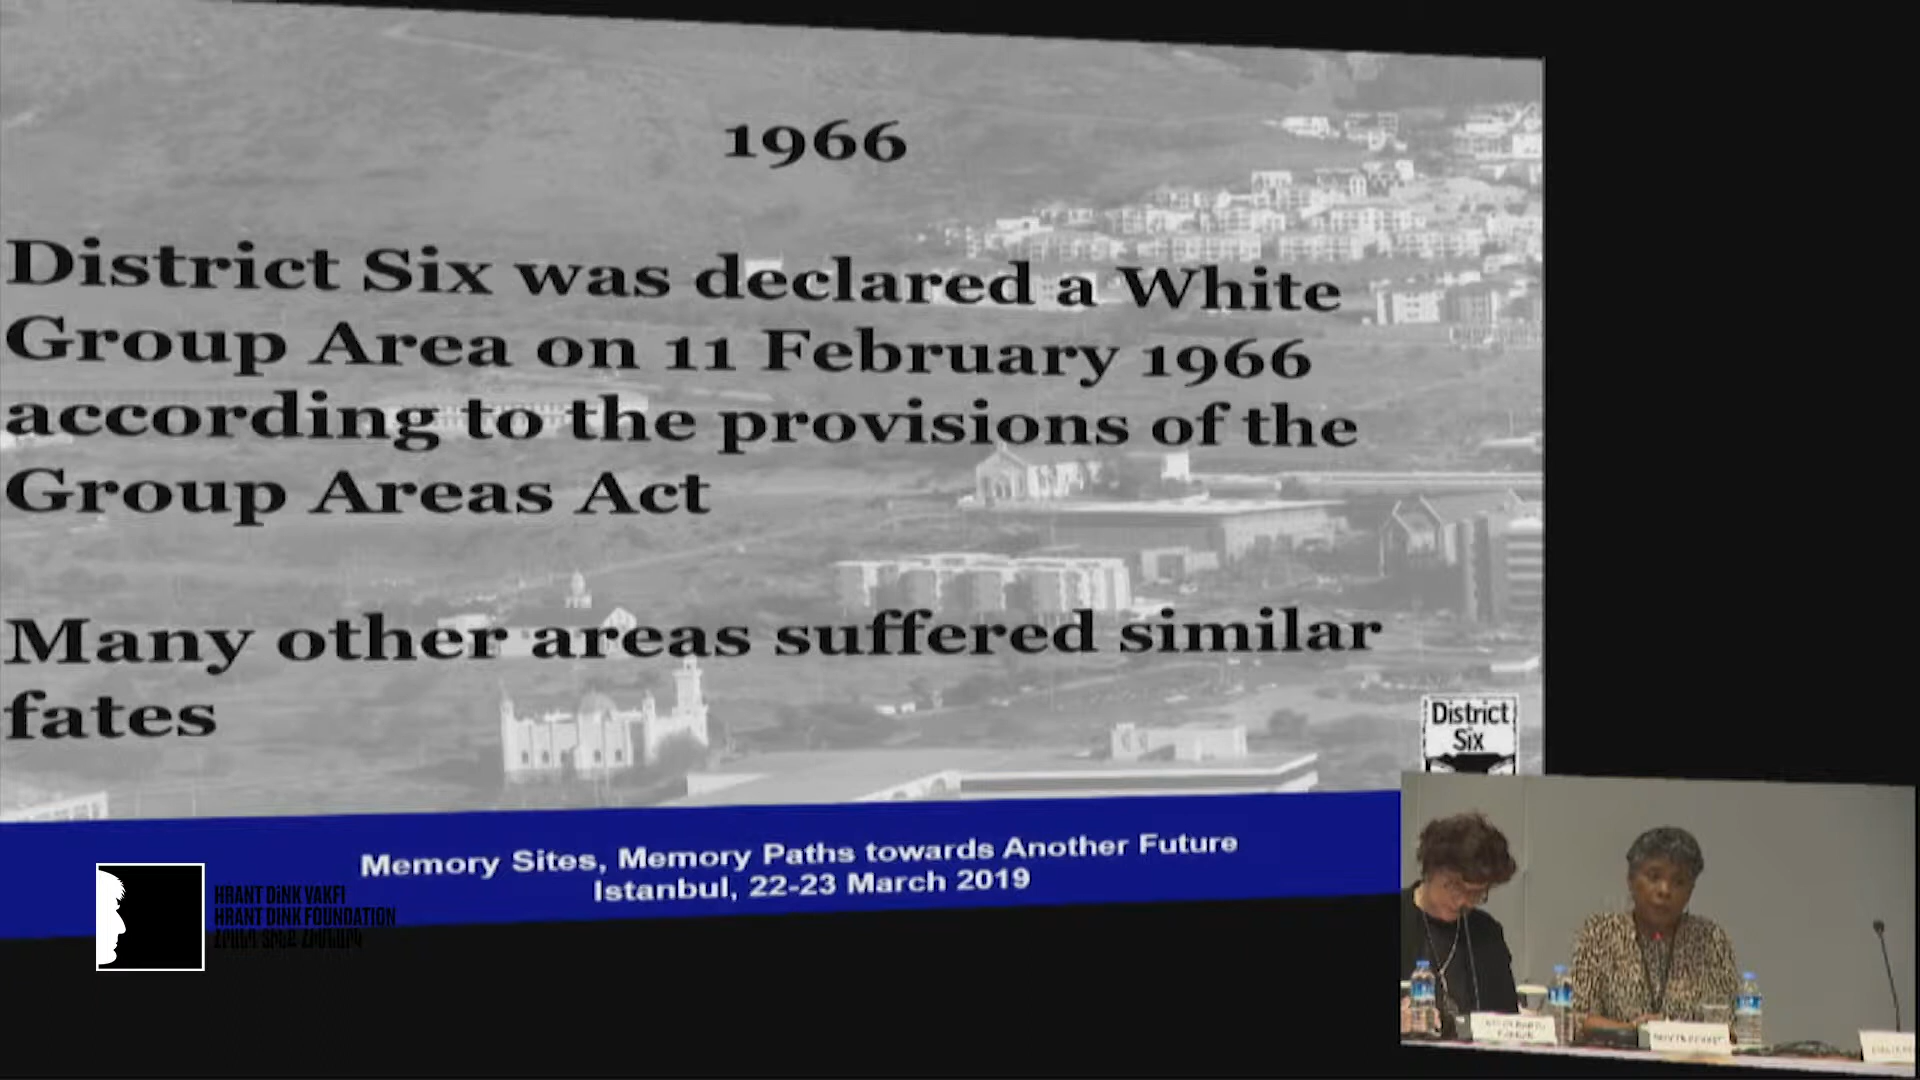 1966
District Six was declared a White
Group Area on 11 February 1966
according to the provisions of the
Group Areas Act
Many other areas suffered similar
fates
District
Six
Memory Sites, Memory Paths towards Another Future
Istanbul, 22-23 March 2019
HRANT DİNK VAKFI
HRANT DINK FOUNDATION